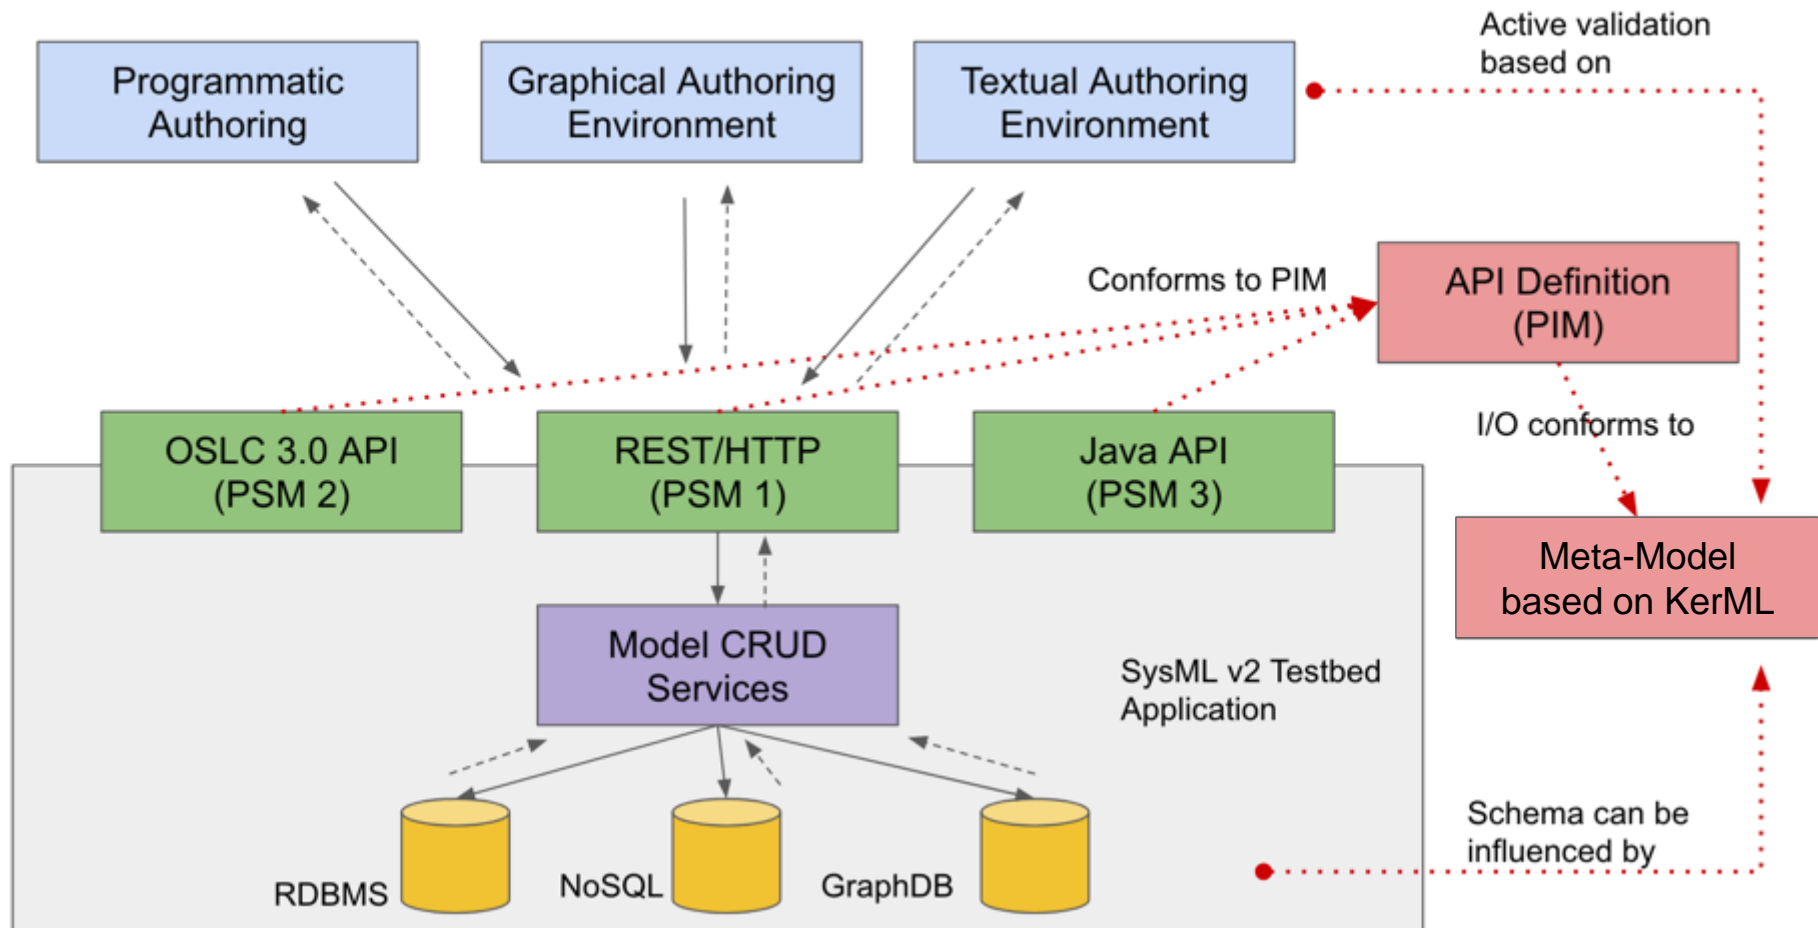 Active validation
based on
Programmatic
Authoring
Graphical Authoring
Environment
Textual Authoring
Environment
Conforms to PIM
API Definition
(PIM)
I/O conforms to
OSLC 3.0 API
(PSM 2)
REST/HTTP
(PSM 1)
Java API
(PSM 3)
Meta-Model
based on KerML
Model CRUD
Services
SysML v2 Testbed
Application
Schema can be
influenced by
RDBMS
NoSQL
GraphDB